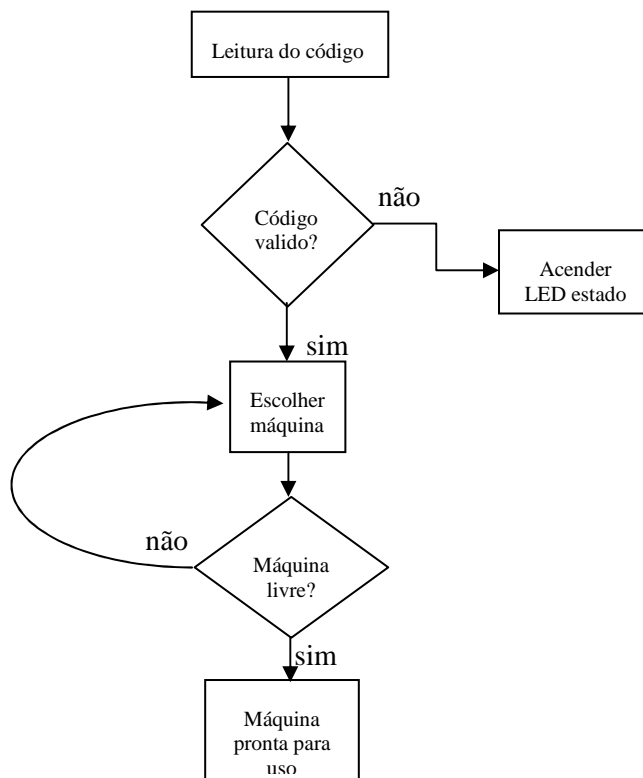 Leitura do código
não
Código
valido?
Acender
LED estado
sim
Escolher
máquina
não
Máquina
livre?
sim
Máquina
pronta para
uso